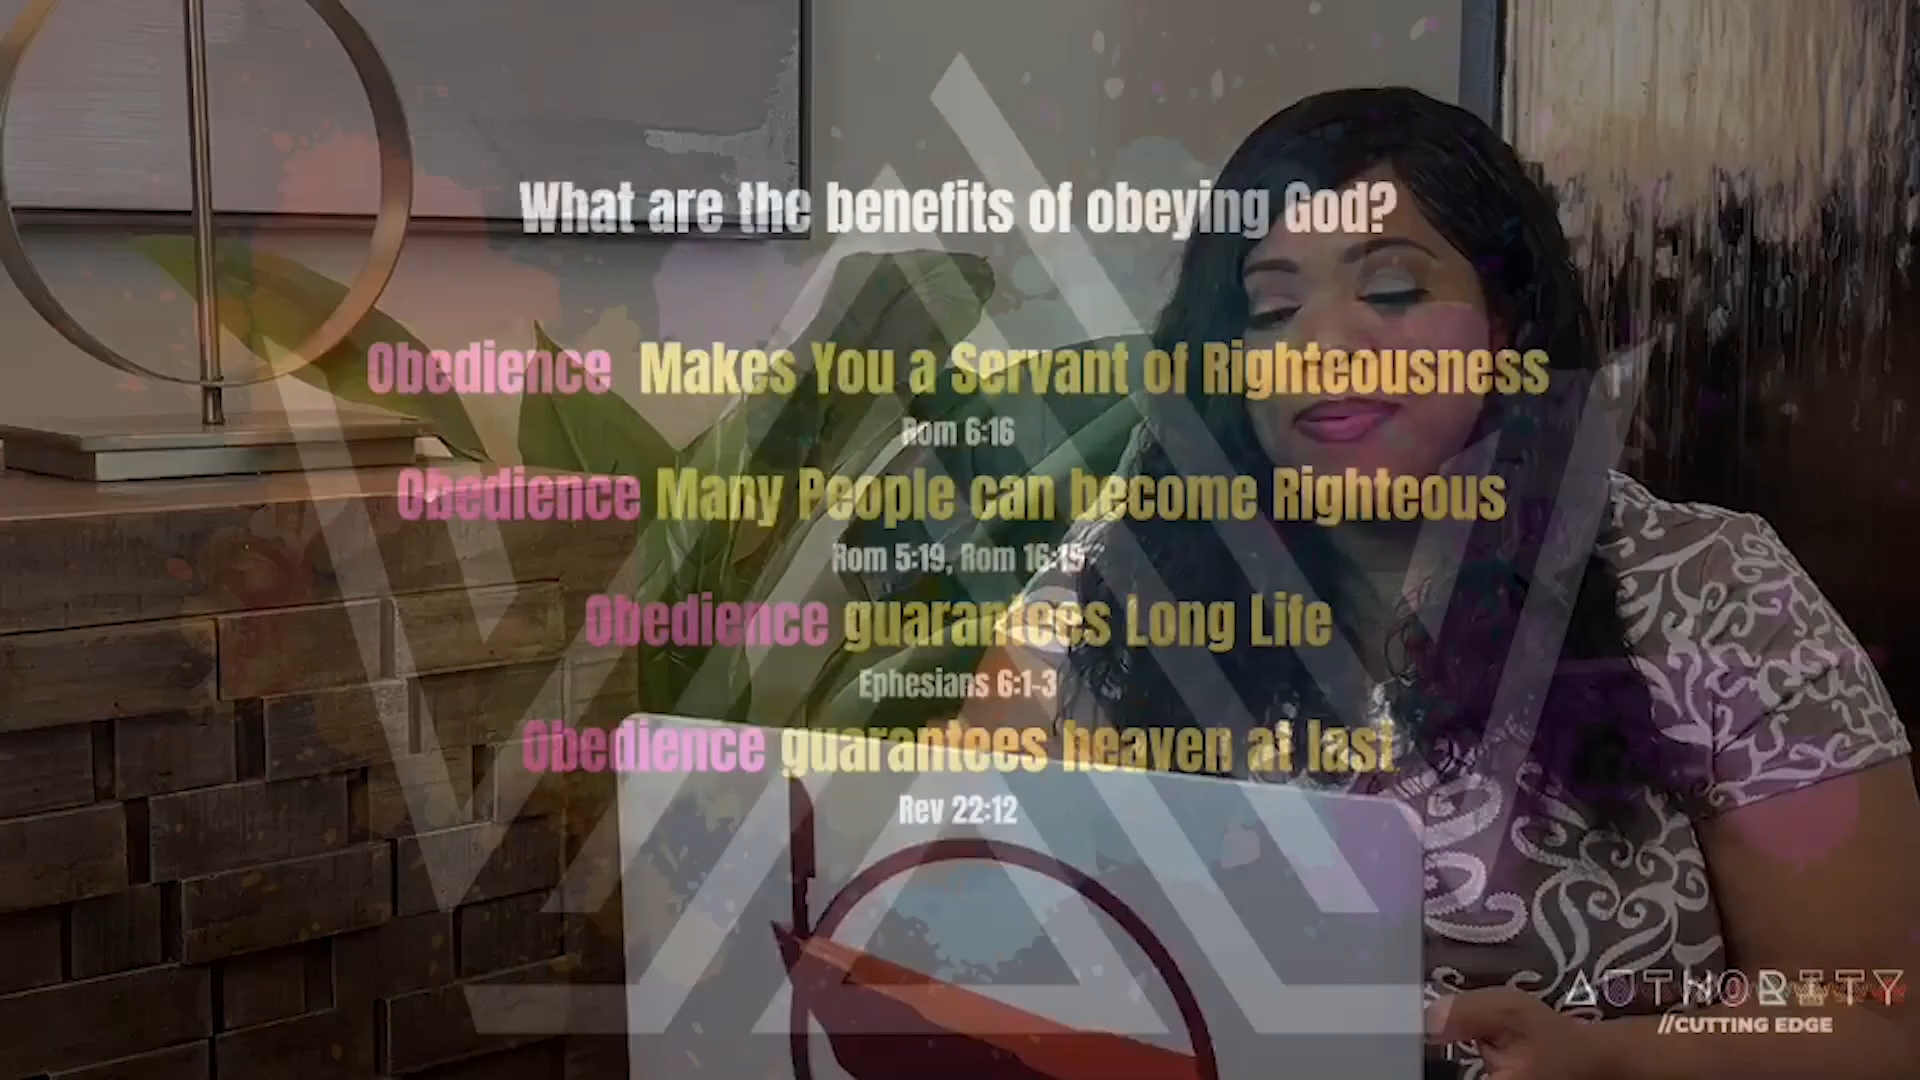 What are the benefits of obeying God?
Obedience Makes You a Servant of Righteousness
Rom 6:16
Obedience Many People can become Righteous
Rom 5:19, Rom 16:19
Obedience guarantees Long Life
Ephesians 6:1-3
Obedience guarantees heaven at last
Rev 22:12
AUTHORITY
//CUTTING EDGE